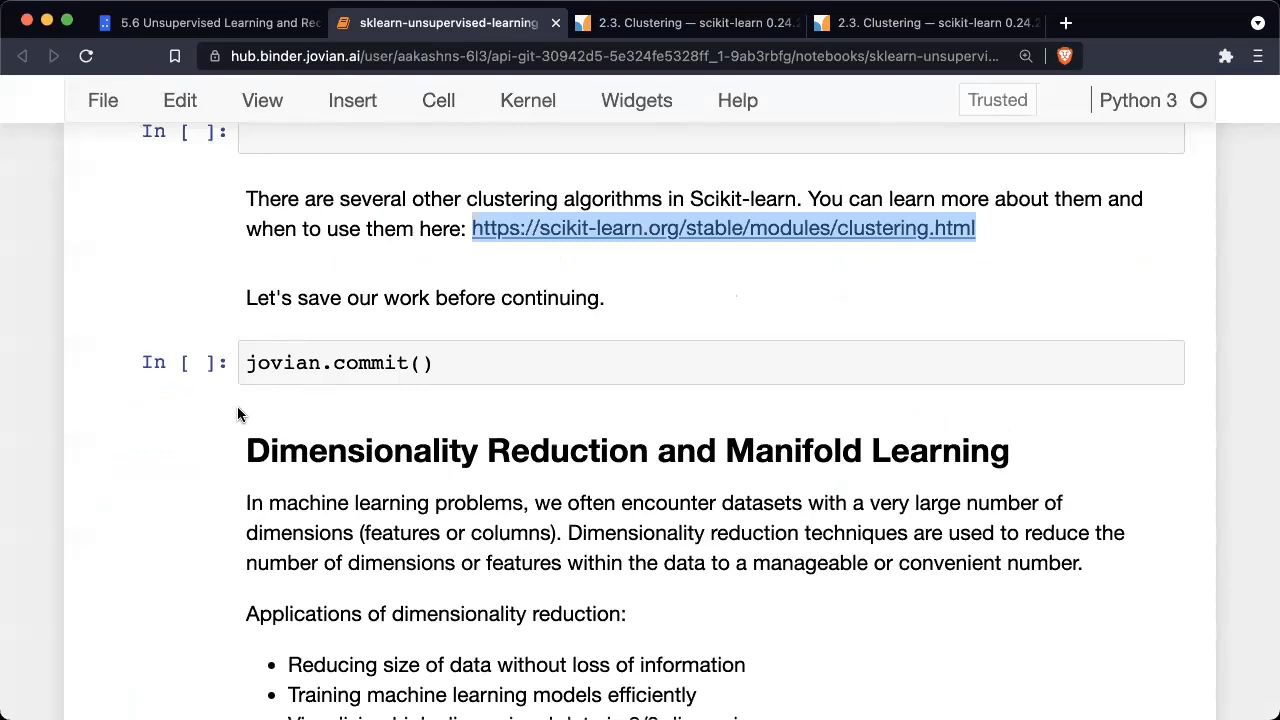 5.6 Unsupervised Learning and Rec
sklearn-unsupervised-learning
2.3. Clustering — scikit-learn 0.24.2
2.3. Clustering — scikit-learn 0.24.2
hub.binder.jovian.ai/user/aakashns-6l3/api-git-30942d5-5e324fe5328ff_1-9ab3rbfg/notebooks/sklearn-unsupervi...
File Edit View Insert Cell Kernel Widgets Help Trusted Python 3
In [ ]:
There are several other clustering algorithms in Scikit-learn. You can learn more about them and
when to use them here: https://scikit-learn.org/stable/modules/clustering.html
Let's save our work before continuing.
In [ ]: jovian.commit()
Dimensionality Reduction and Manifold Learning
In machine learning problems, we often encounter datasets with a very large number of
dimensions (features or columns). Dimensionality reduction techniques are used to reduce the
number of dimensions or features within the data to a manageable or convenient number.
Applications of dimensionality reduction:
• Reducing size of data without loss of information
• Training machine learning models efficiently